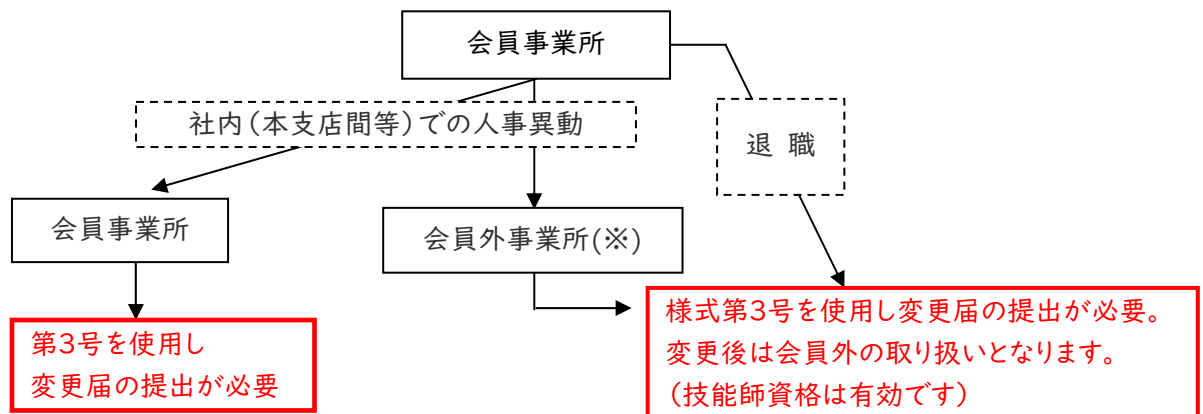 会員事業所
社内(本支店間等)での人事異動
退 職
会員事業所
会員外事業所(※)
第3号を使用し
変更届の提出が必要
様式第3号を使用し変更届の提出が必要。
変更後は会員外の取り扱いとなります。
(技能師資格は有効です)